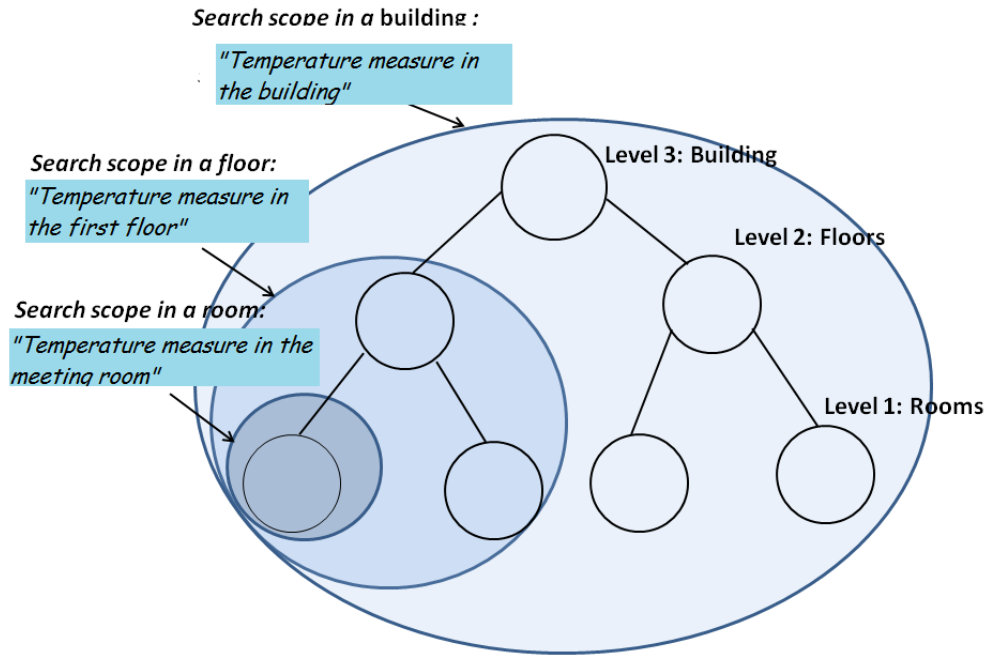 Search scope in a building :
"Temperature measure in
the building"
Level 3: Building
Search scope in a floor:
"Temperature measure in
the first floor"
Level 2: Floors
Search scope in a room:
"Temperature measure in the
meeting room"
Level 1: Rooms